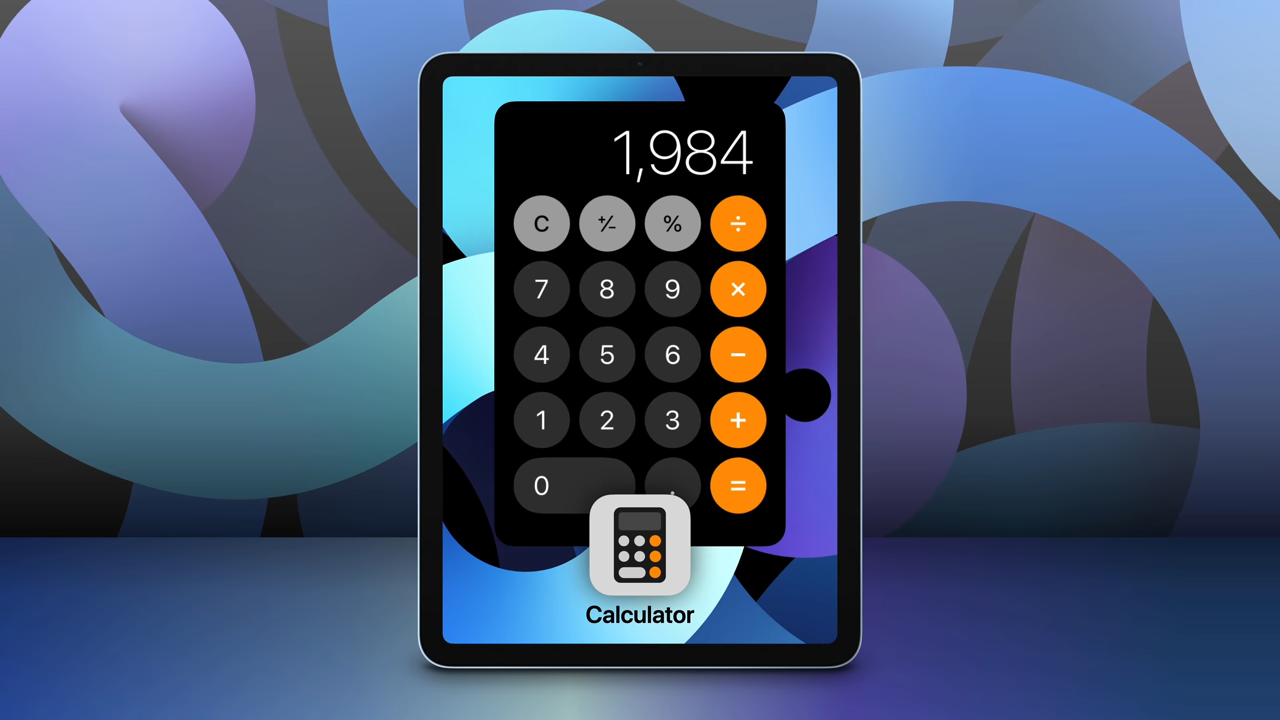 1,984
C ⁺⁄₋ % ÷
7 8 9 ×
4 5 6 −
1 2 3 +
0 . =
Calculator